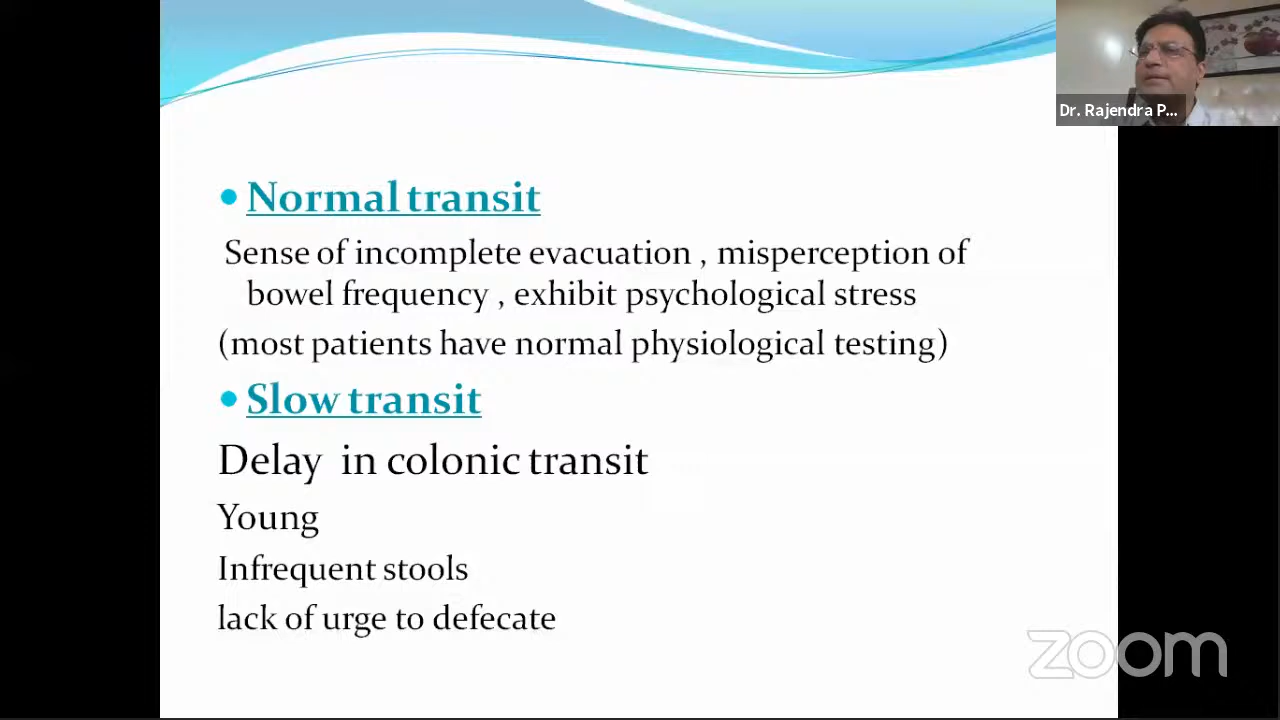 Dr. Rajendra P...
• Normal transit
Sense of incomplete evacuation , misperception of
bowel frequency , exhibit psychological stress
(most patients have normal physiological testing)
• Slow transit
Delay in colonic transit
Young
Infrequent stools
lack of urge to defecate
zoom